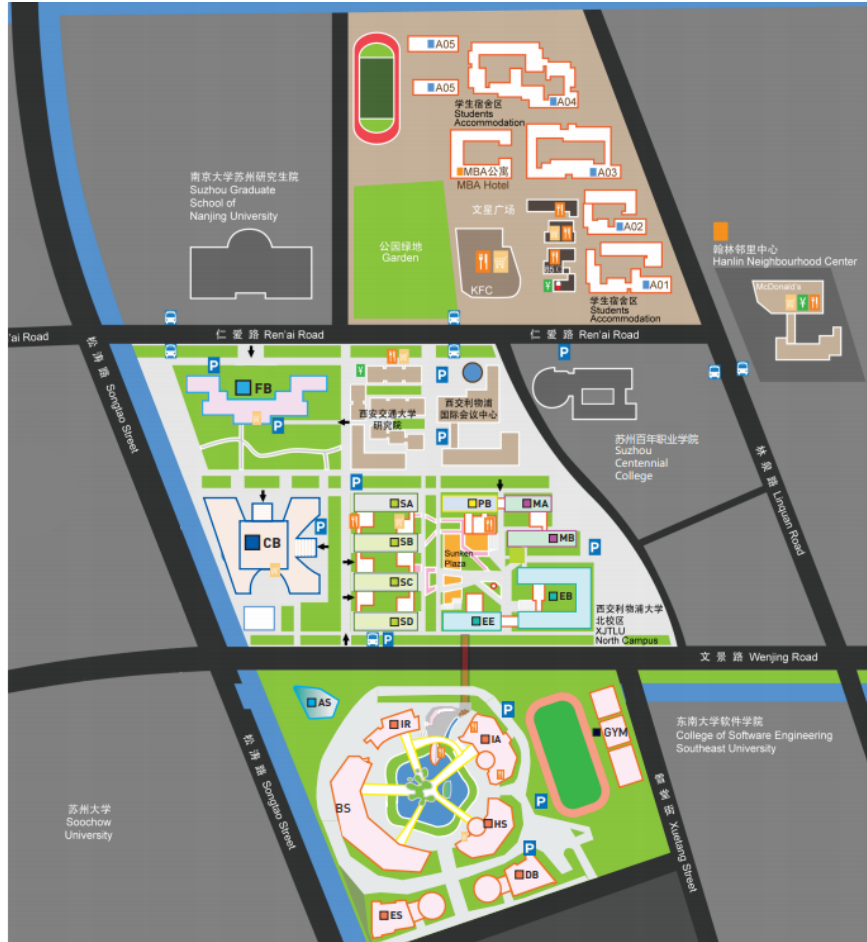 A05
A05
A04
学生宿舍区
Students
Accommodation
MBA公寓
MBA Hotel
A03
南京大学苏州研究生院
Suzhou Graduate
School of
Nanjing University
文星广场
A02
公园绿地
Garden
KFC
A01
学生宿舍区
Students
Accommodation
翰林邻里中心
Hanlin Neighbourhood Center
McDonald's
'ai Road
仁爱路 Ren'ai Road
仁爱路 Ren'ai Road
松涛路 Songtao Street
P
P
P
FB
P
西安交通大学
研究院
西交利物浦
国际会议中心
苏州百年职业学院
Suzhou
Centennial
College
林泉路 Linquan Road
P
SA
PB
MA
P
CB
SB
MB
P
Sunken
Plaza
SC
EB
SD
EE
西交利物浦大学
北校区
XJTLU
North Campus
P
文景路 Wenjing Road
AS
IR
IA
P
GYM
东南大学软件学院
College of Software Engineering
Southeast University
松涛路 Songtao Street
苏州大学
Soochow
University
BS
P
HS
Xuetang Street
P
DB
ES